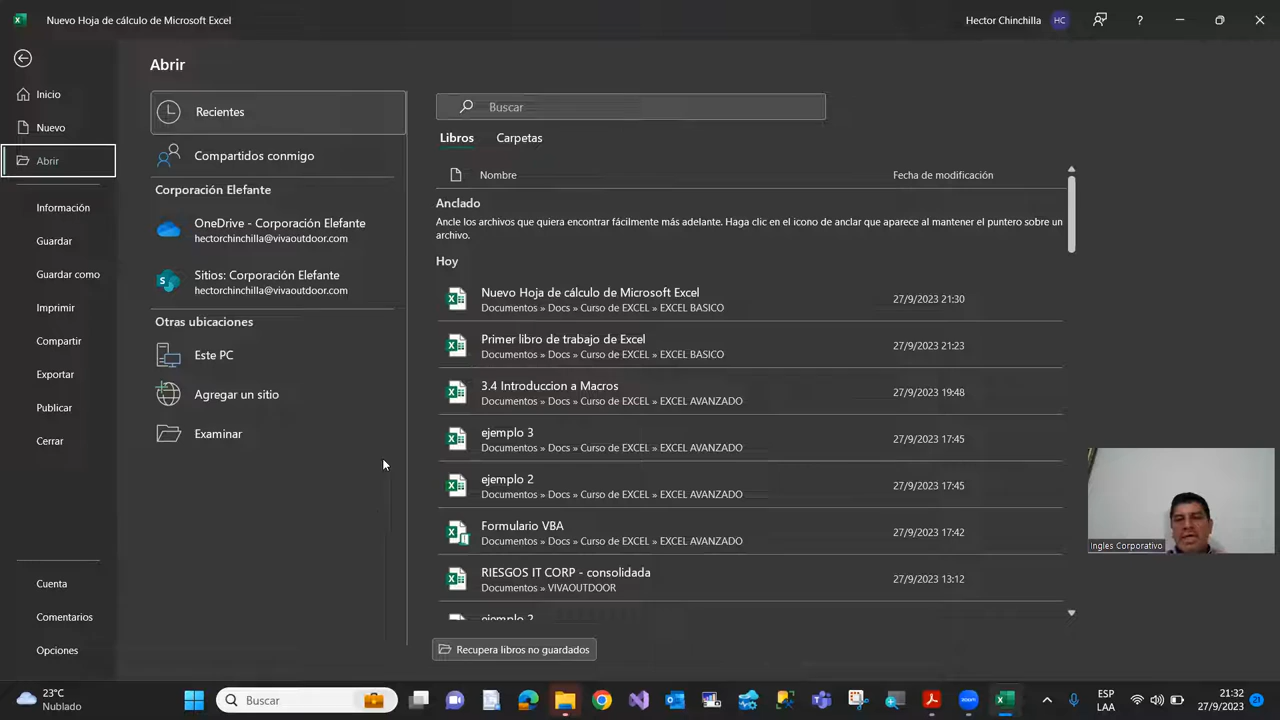 Nuevo Hoja de cálculo de Microsoft Excel
Hector Chinchilla
HC
?
Abrir
Inicio
Nuevo
Abrir
Información
Guardar
Guardar como
Imprimir
Compartir
Exportar
Publicar
Cerrar
Cuenta
Comentarios
Opciones
Recientes
Compartidos conmigo
Corporación Elefante
OneDrive - Corporación Elefante
hectorchinchilla@vivaoutdoor.com
Sitios: Corporación Elefante
hectorchinchilla@vivaoutdoor.com
Otras ubicaciones
Este PC
Agregar un sitio
Examinar
Buscar
Libros Carpetas
Nombre Fecha de modificación
Anclado
Ancle los archivos que quiera encontrar fácilmente más adelante. Haga clic en el icono de anclar que aparece al mantener el puntero sobre un
archivo.
Hoy
Nuevo Hoja de cálculo de Microsoft Excel 27/9/2023 21:30
Documentos » Docs » Curso de EXCEL » EXCEL BASICO
Primer libro de trabajo de Excel 27/9/2023 21:23
Documentos » Docs » Curso de EXCEL » EXCEL BASICO
3.4 Introduccion a Macros 27/9/2023 19:48
Documentos » Docs » Curso de EXCEL » EXCEL AVANZADO
ejemplo 3 27/9/2023 17:45
Documentos » Docs » Curso de EXCEL » EXCEL AVANZADO
ejemplo 2 27/9/2023 17:45
Documentos » Docs » Curso de EXCEL » EXCEL AVANZADO
Formulario VBA 27/9/2023 17:42
Documentos » Docs » Curso de EXCEL » EXCEL AVANZADO
RIESGOS IT CORP - consolidada 27/9/2023 13:12
Documentos » VIVAOUTDOOR
ejemplo 2
Recupera libros no guardados
Ingles Corporativo
23°C
Nublado
Buscar
ESP
LAA
21:32
27/9/2023